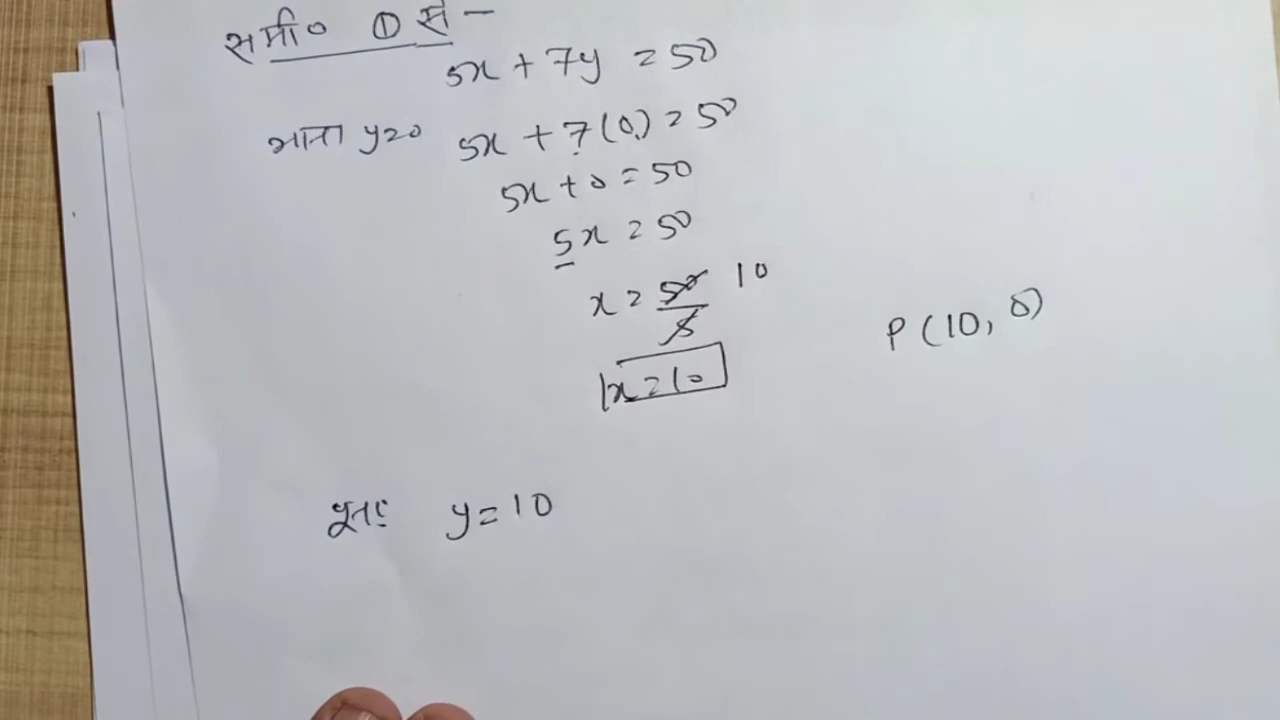 समी० ① से -
5x + 7y = 50
माना y=0 5x + 7(0) = 50
5x + 0 = 50
5x = 50
x = 50/5 10
x = 10
P(10, 0)
पुनः y = 10